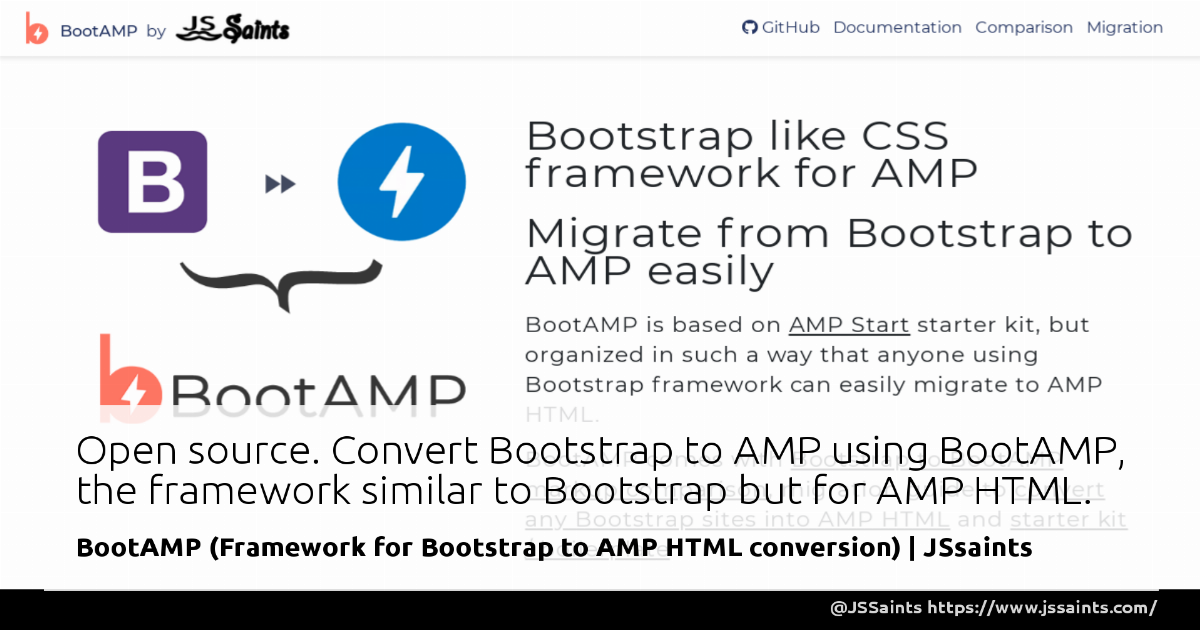 BootAMP by JS Saints
GitHub Documentation Comparison Migration
B
Bootstrap like CSS
framework for AMP
Migrate from Bootstrap to
AMP easily
BootAMP is based on AMP Start starter kit, but
organized in such a way that anyone using
Bootstrap framework can easily migrate to AMP
HTML.
BootAMP
Open source. Convert Bootstrap to AMP using BootAMP,
the framework similar to Bootstrap but for AMP HTML.
any Bootstrap sites into AMP HTML and starter kit
BootAMP (Framework for Bootstrap to AMP HTML conversion) | JSsaints
@JSSaints https://www.jssaints.com/